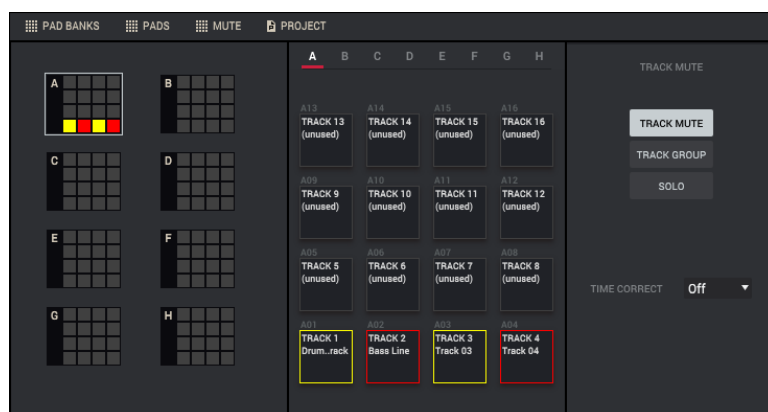 PAD BANKS PADS MUTE PROJECT
A B C D E F G H
TRACK MUTE
A B
C D
E F
G H
A13 A14 A15 A16
TRACK 13 TRACK 14 TRACK 15 TRACK 16
(unused) (unused) (unused) (unused)
A09 A10 A11 A12
TRACK 9 TRACK 10 TRACK 11 TRACK 12
(unused) (unused) (unused) (unused)
A05 A06 A07 A08
TRACK 5 TRACK 6 TRACK 7 TRACK 8
(unused) (unused) (unused) (unused)
A01 A02 A03 A04
TRACK 1 TRACK 2 TRACK 3 TRACK 4
Drum..rack Bass Line Track 03 Track 04
TRACK MUTE
TRACK GROUP
SOLO
TIME CORRECT Off